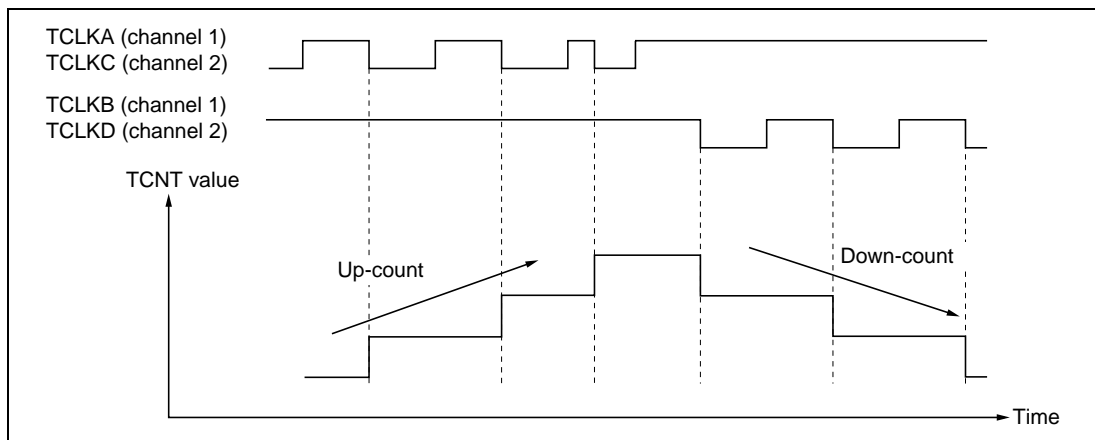 TCLKA (channel 1)
TCLKC (channel 2)
TCLKB (channel 1)
TCLKD (channel 2)
TCNT value
Up-count
Down-count
Time